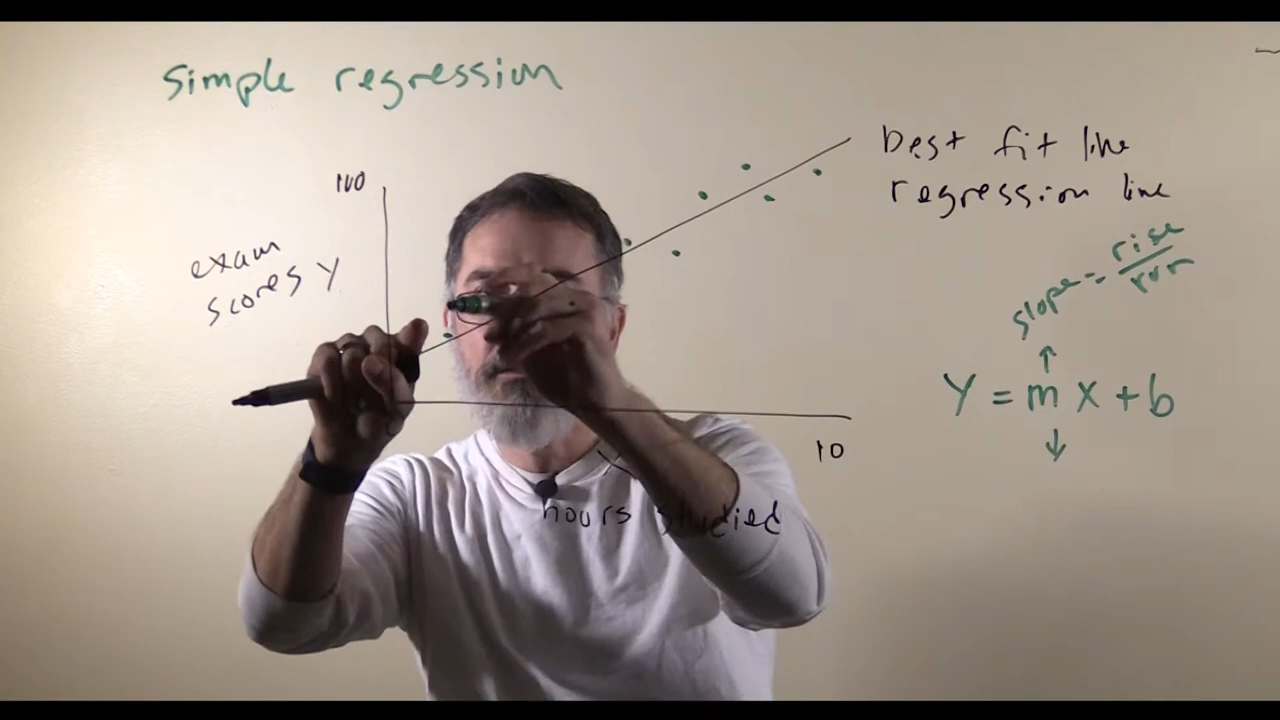 simple regression
best fit line
regression line
100
exam
scores Y
slope = rise
run
↑
Y = m X + b
↓
10
X
hours studied